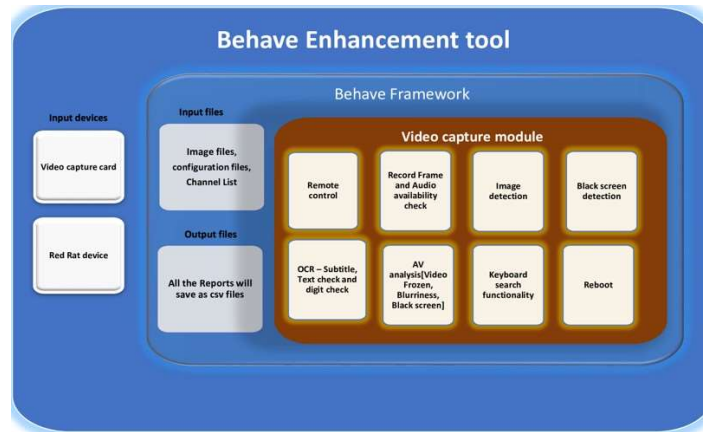 Behave Enhancement tool
Behave Framework
Input devices
Video capture card
Red Rat device
Input files
Image files,
configuration files,
Channel List
Output files
All the Reports will
save as csv files
Video capture module
Remote
control
Record Frame
and Audio
availability
check
Image
detection
Black screen
detection
OCR – Subtitle,
Text check and
digit check
AV
analysis[Video
Frozen,
Blurriness,
Black screen]
Keyboard
search
functionality
Reboot